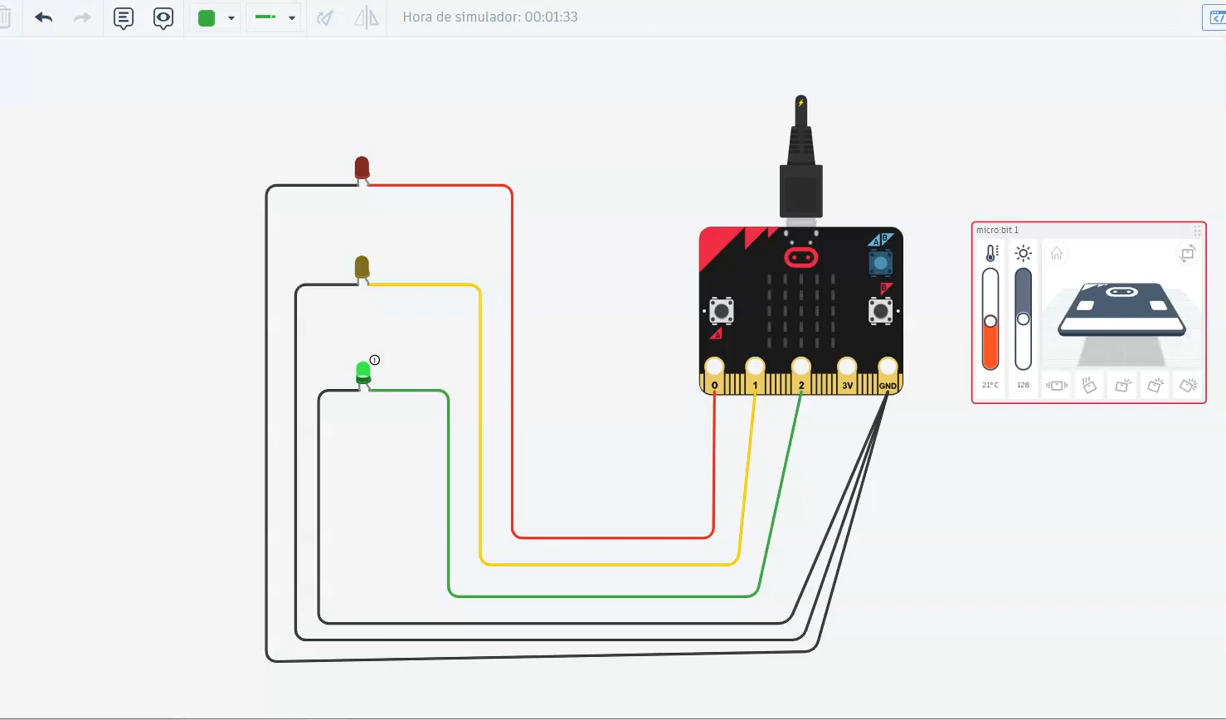 Hora de simulador: 00:01:33
A B
B
A
0 1 2 3V GND
micro:bit 1
21°C 128